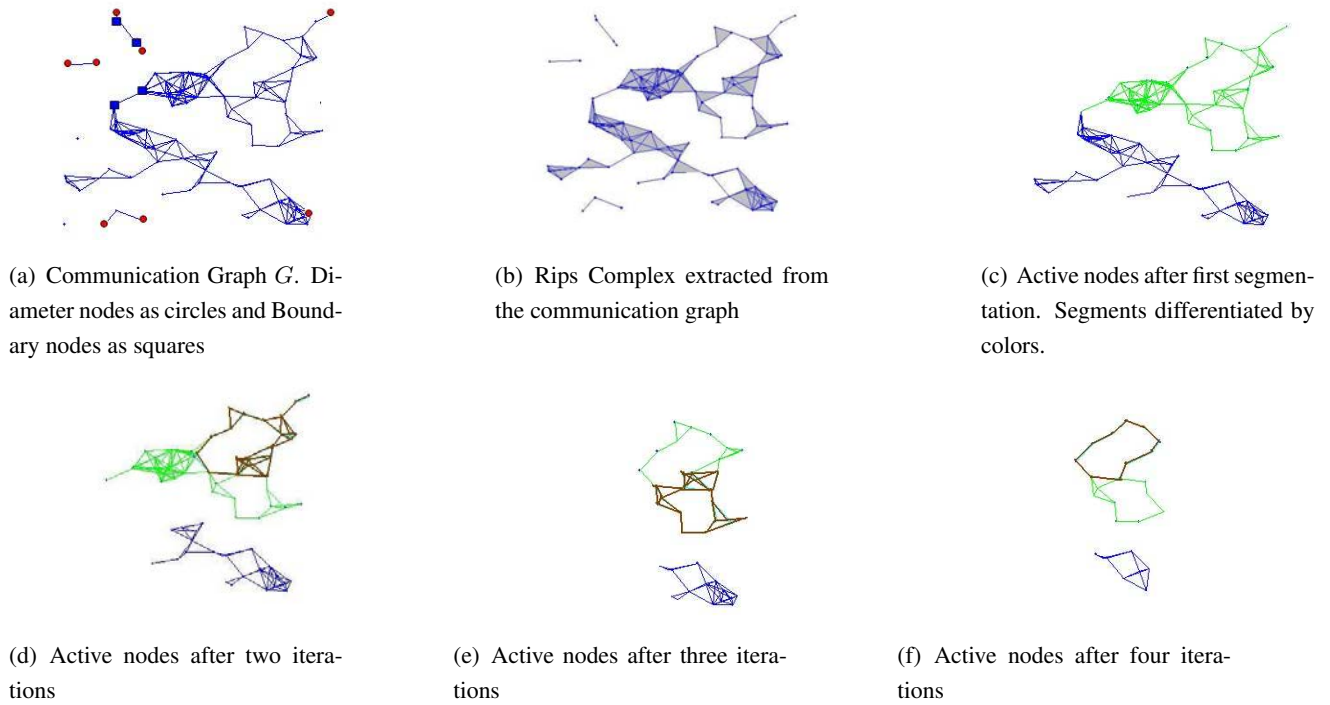 (a) Communication Graph G. Di-
ameter nodes as circles and Bound-
ary nodes as squares
(b) Rips Complex extracted from
the communication graph
(c) Active nodes after first segmen-
tation. Segments differentiated by
colors.
(d) Active nodes after two itera-
tions
(e) Active nodes after three itera-
tions
(f) Active nodes after four itera-
tions